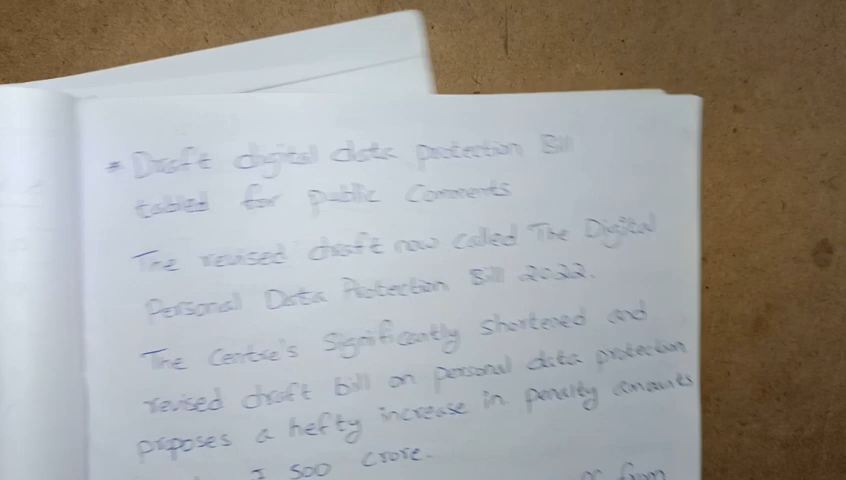 * Draft digital data protection Bill
tabled for public Comments
The revised draft now called The Digital
Personal Data Protection Bill 2022.
The Centre's Significantly shortened and
revised draft bill on personal data protection
proposes a hefty increase in penalty amounts
500 crore.
from